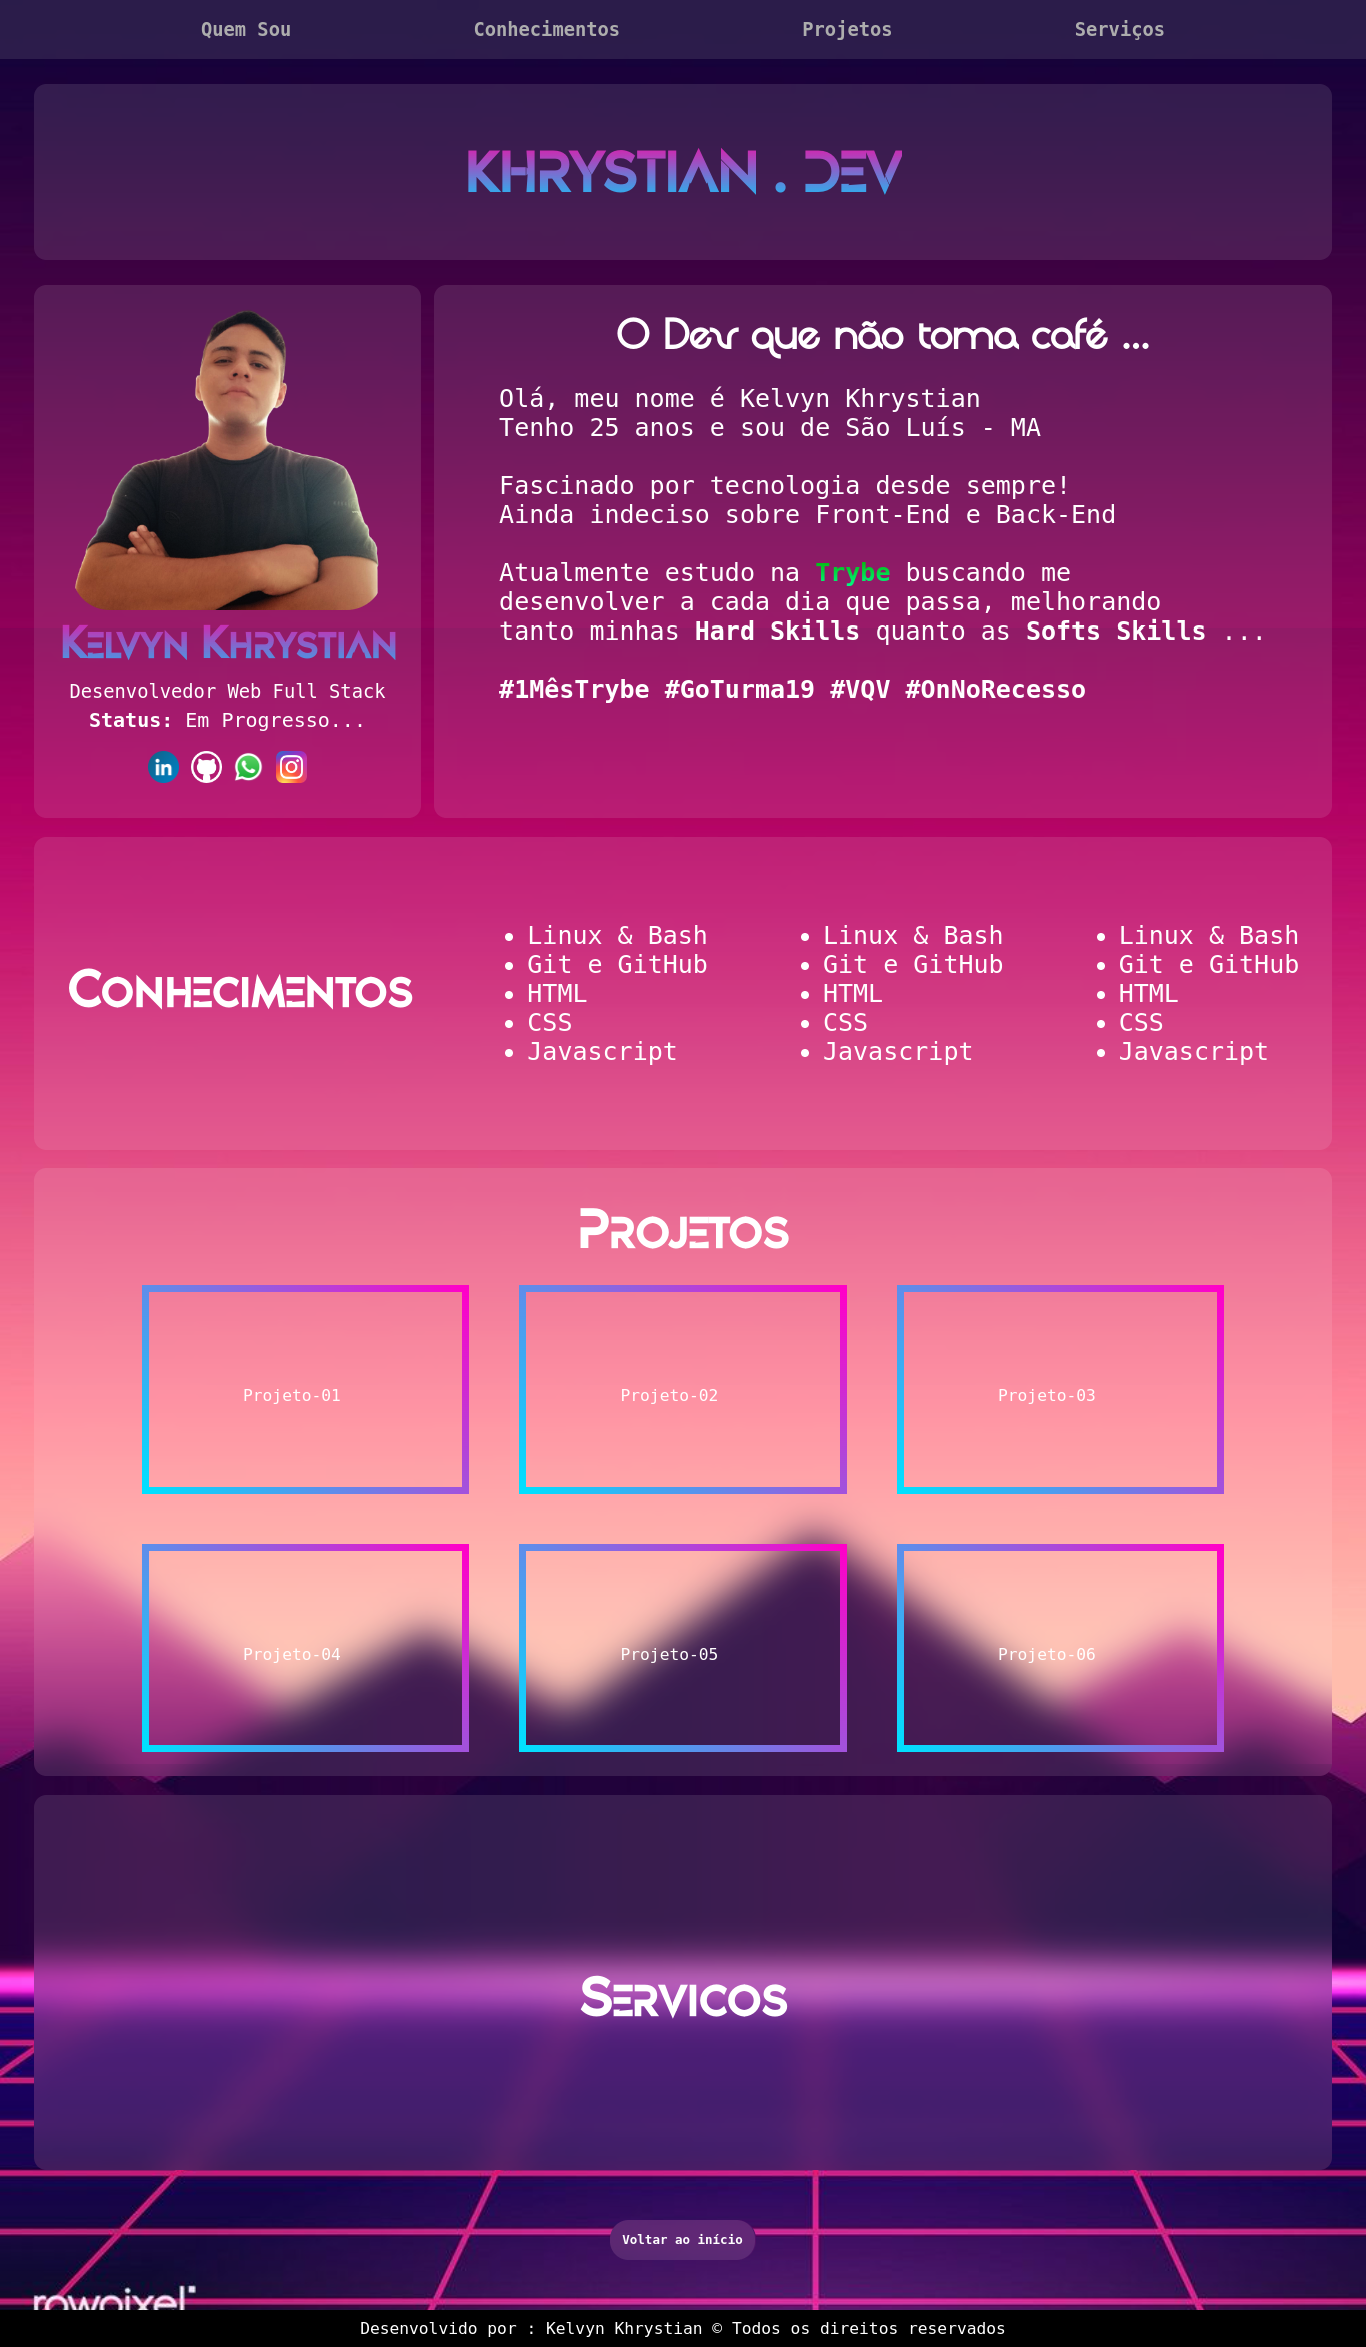 Quem Sou
Conhecimentos
Projetos
Serviços
KHRYSTIAN . DEV
Kelvyn Khrystian
Desenvolvedor Web Full Stack
Status: Em Progresso...
in
O Dev que não toma café ...
Olá, meu nome é Kelvyn Khrystian
Tenho 25 anos e sou de São Luís - MA
Fascinado por tecnologia desde sempre!
Ainda indeciso sobre Front-End e Back-End
Atualmente estudo na Trybe buscando me
desenvolver a cada dia que passa, melhorando
tanto minhas Hard Skills quanto as Softs Skills ...
#1MêsTrybe #GoTurma19 #VQV #OnNoRecesso
Conhecimentos
Linux & Bash
Git e GitHub
HTML
CSS
Javascript
Linux & Bash
Git e GitHub
HTML
CSS
Javascript
Linux & Bash
Git e GitHub
HTML
CSS
Javascript
Projetos
Projeto-01
Projeto-02
Projeto-03
Projeto-04
Projeto-05
Projeto-06
Servicos
Voltar ao início
rawpixel
Desenvolvido por : Kelvyn Khrystian © Todos os direitos reservados